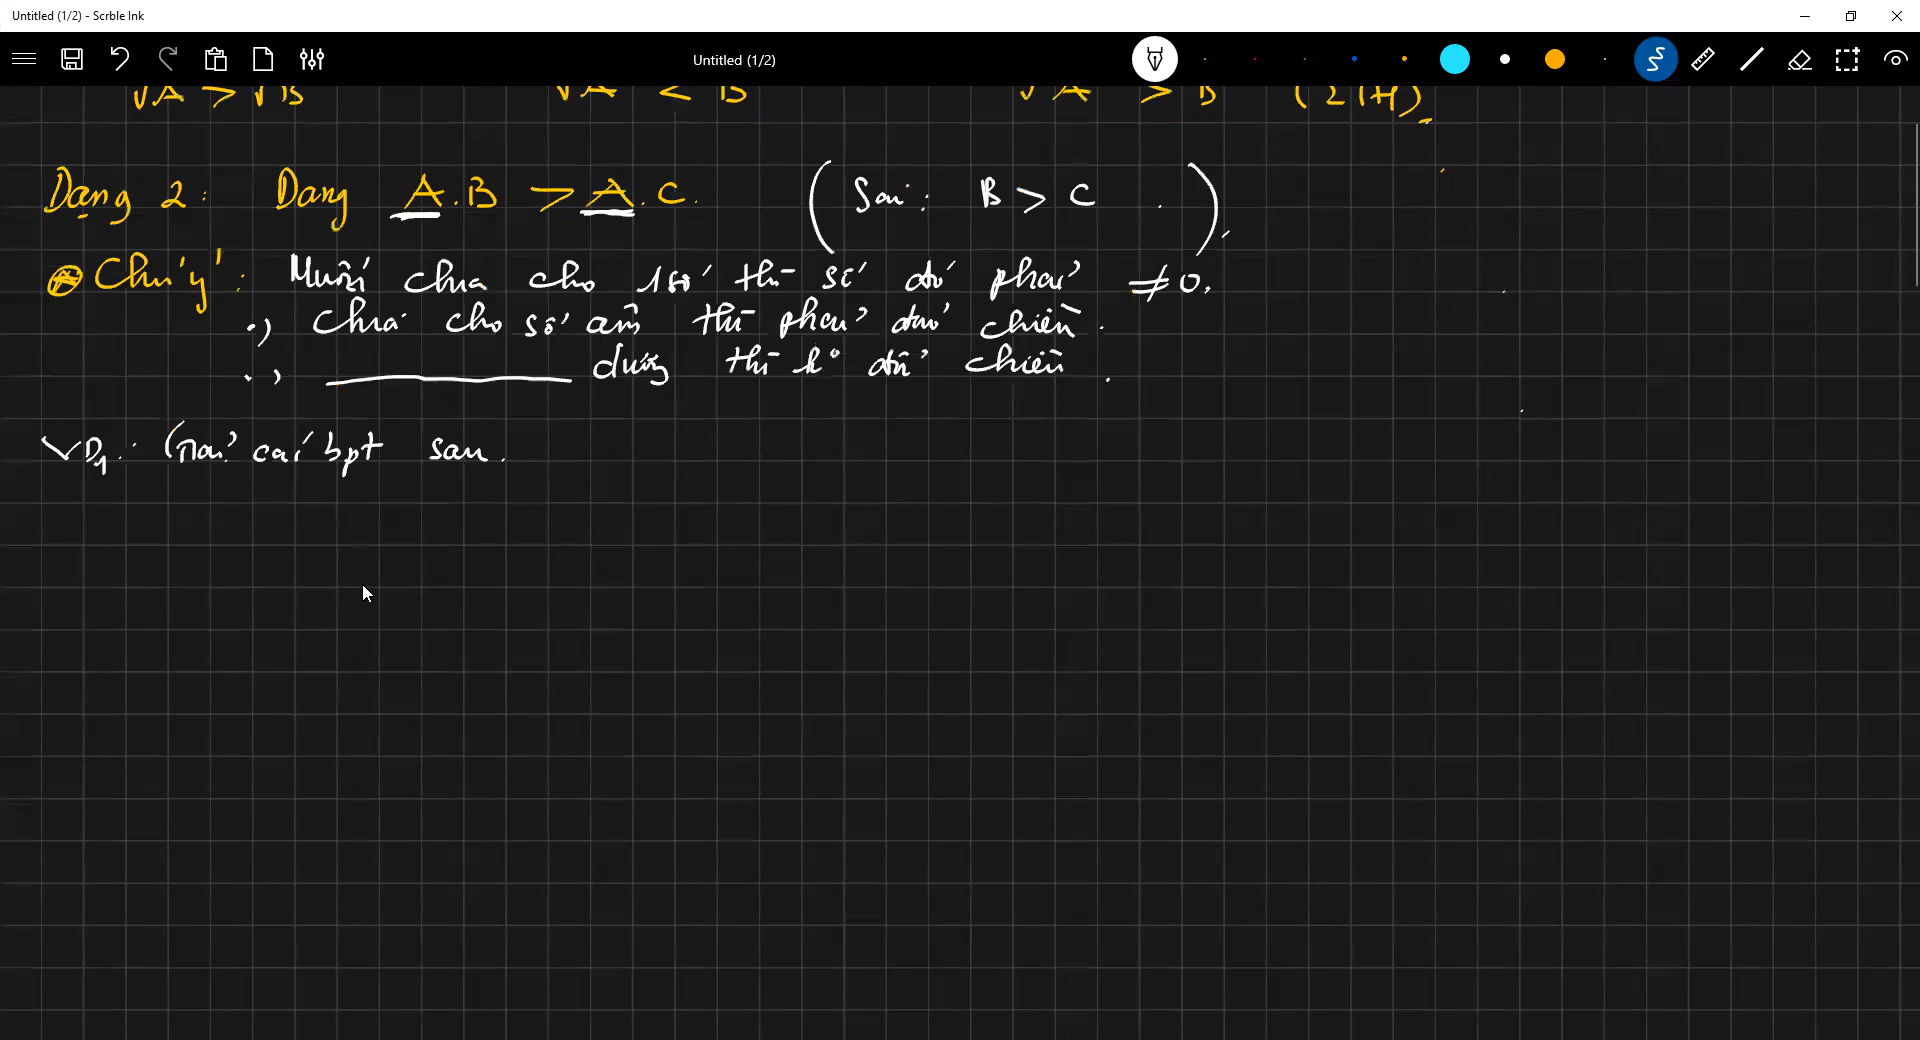 Untitled (1/2) - Scrble Ink
Untitled (1/2)
√A > √B √A < B √A > B (2TH)
Dạng 2: Dạng A.B > A.C. (Sai: B > C)
Chú ý: Muốn chia cho 1 số thì số đó phải ≠ 0.
•, Chia cho số âm thì phải đảo chiều.
•, ________ dương thì k° đổi chiều.
VD1: Giải các bpt sau.